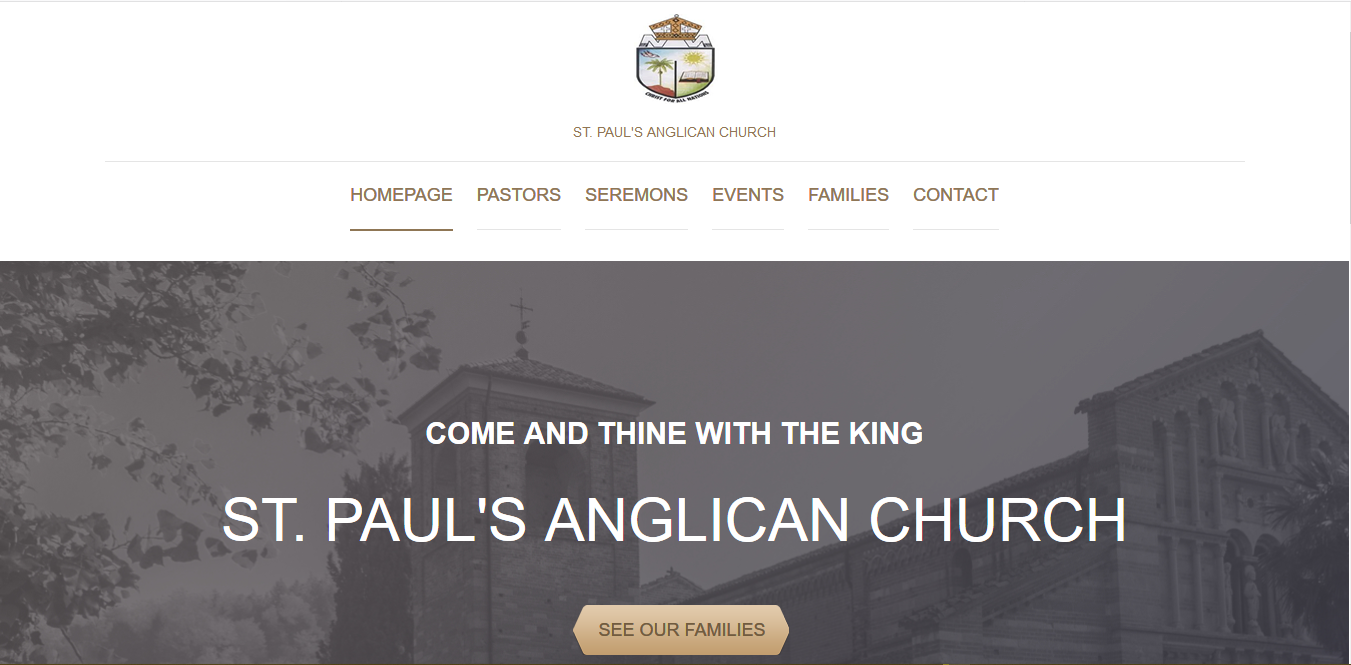 CHRIST FOR ALL NATIONS
ST. PAUL'S ANGLICAN CHURCH
HOMEPAGE PASTORS SEREMONS EVENTS FAMILIES CONTACT
COME AND THINE WITH THE KING
ST. PAUL'S ANGLICAN CHURCH
SEE OUR FAMILIES